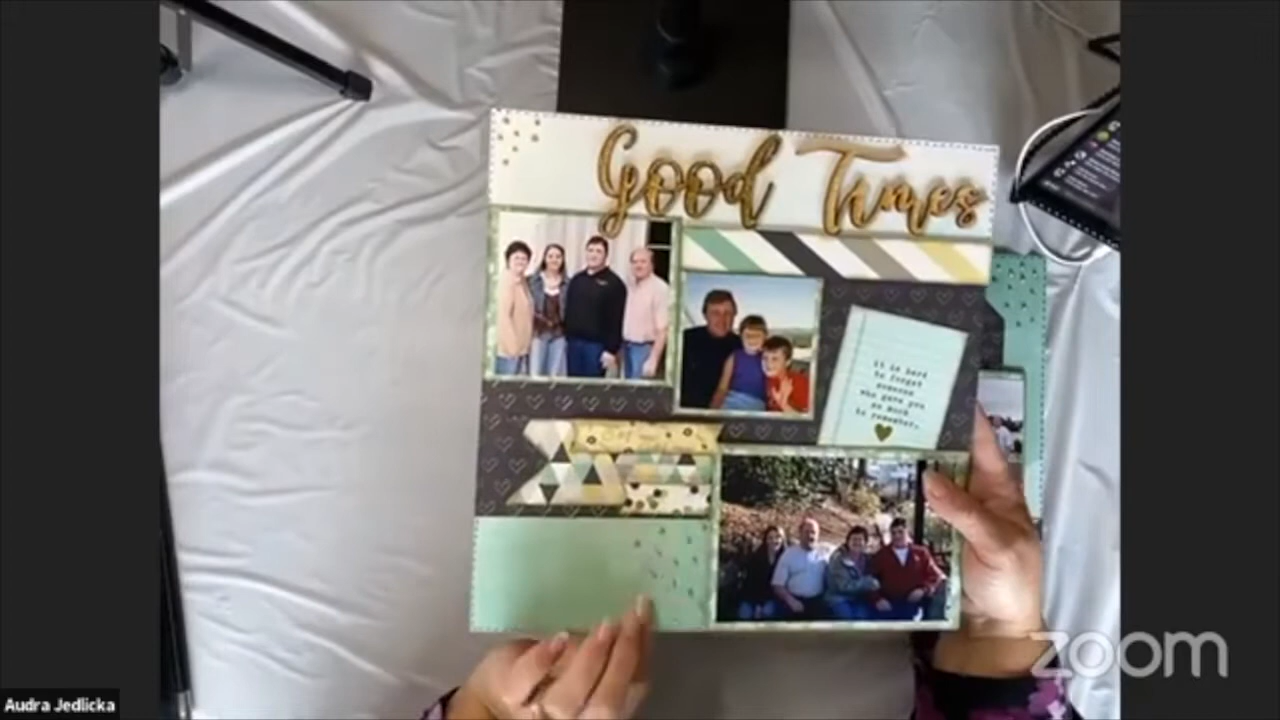 Good Times
it is hard
to forget
someone
who gave you
so much
to remember.
zoom
Audra Jedlicka